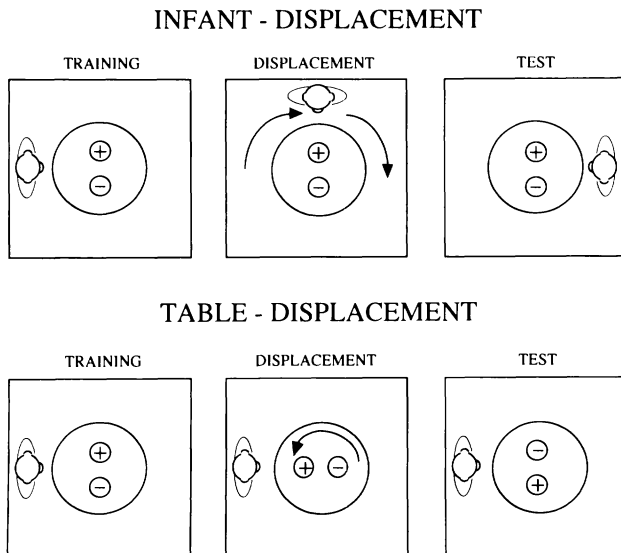 INFANT - DISPLACEMENT
TRAINING DISPLACEMENT TEST
+ + +
− − −
TABLE - DISPLACEMENT
TRAINING DISPLACEMENT TEST
+ + − −
− +